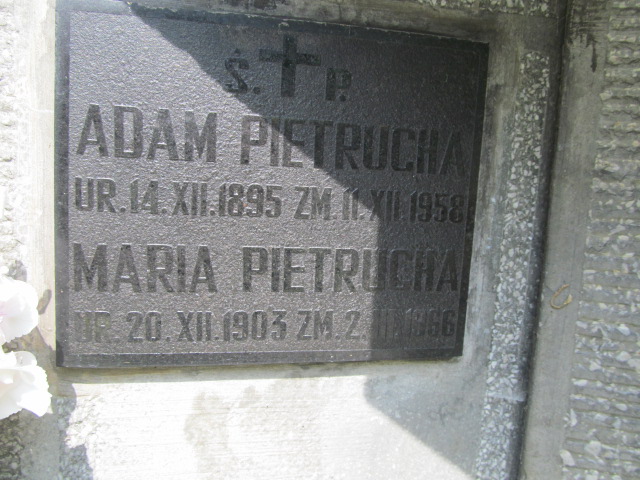 Ś. P.
ADAM PIETRUCHA
UR. 14. XII. 1895 ZM. 11. XII. 1958
MARIA PIETRUCHA
UR. 20. XII. 1903 ZM. 2. 1966